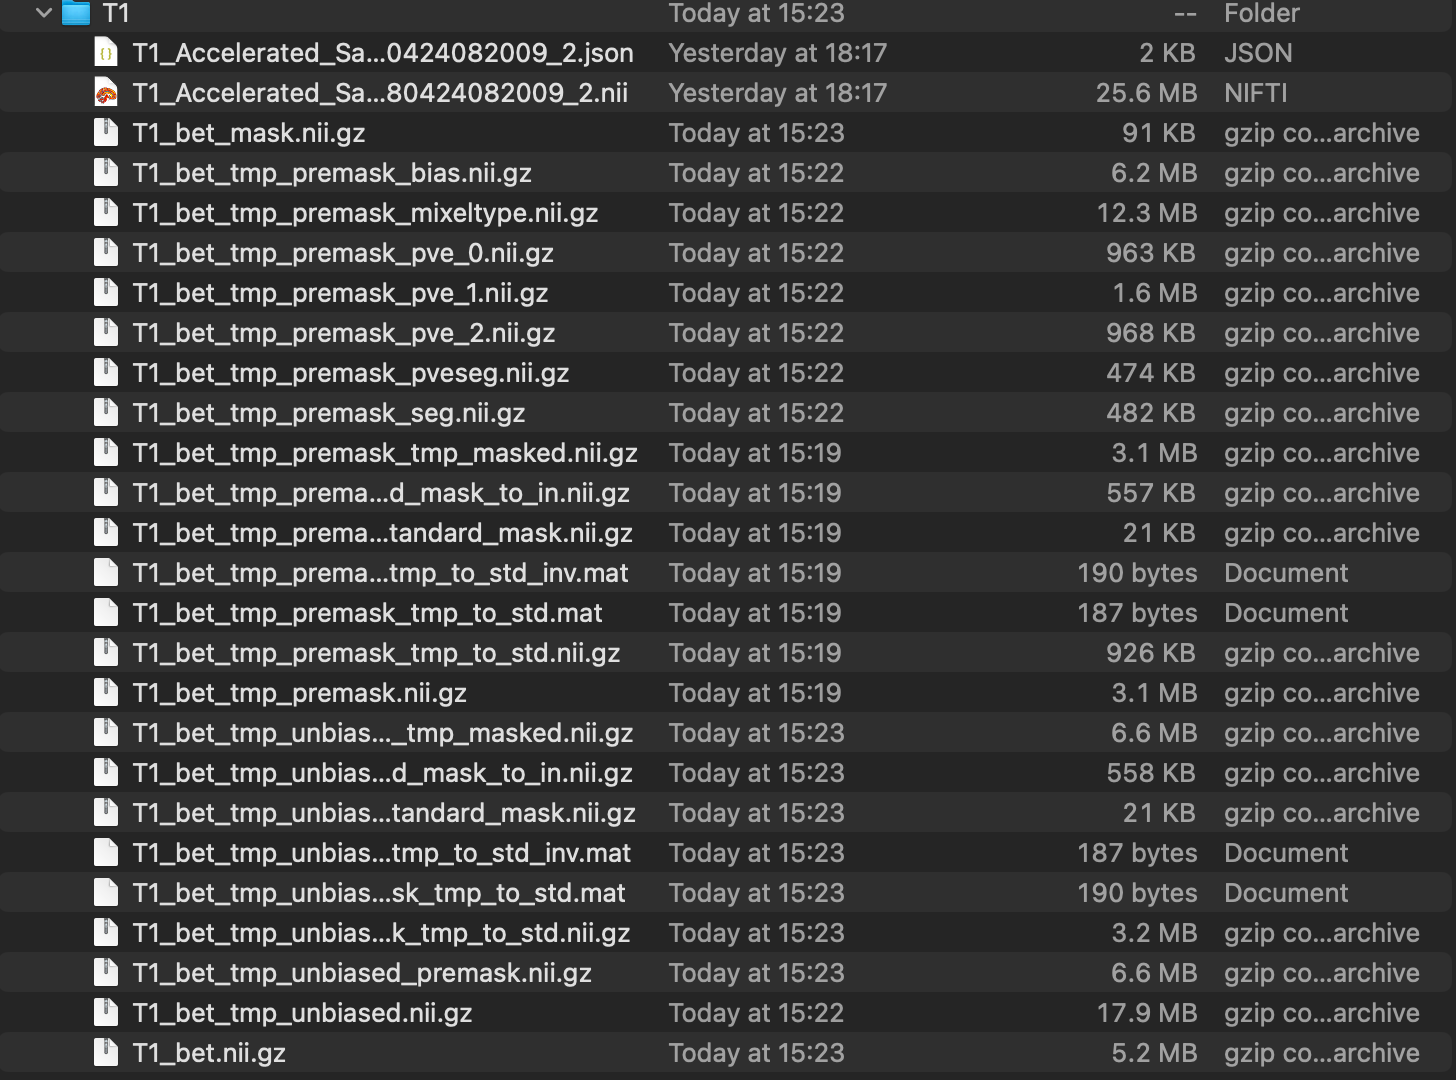 T1 Today at 15:23 -- Folder
T1_Accelerated_Sa...0424082009_2.json Yesterday at 18:17 2 KB JSON
T1_Accelerated_Sa...80424082009_2.nii Yesterday at 18:17 25.6 MB NIFTI
T1_bet_mask.nii.gz Today at 15:23 91 KB gzip co...archive
T1_bet_tmp_premask_bias.nii.gz Today at 15:22 6.2 MB gzip co...archive
T1_bet_tmp_premask_mixeltype.nii.gz Today at 15:22 12.3 MB gzip co...archive
T1_bet_tmp_premask_pve_0.nii.gz Today at 15:22 963 KB gzip co...archive
T1_bet_tmp_premask_pve_1.nii.gz Today at 15:22 1.6 MB gzip co...archive
T1_bet_tmp_premask_pve_2.nii.gz Today at 15:22 968 KB gzip co...archive
T1_bet_tmp_premask_pveseg.nii.gz Today at 15:22 474 KB gzip co...archive
T1_bet_tmp_premask_seg.nii.gz Today at 15:22 482 KB gzip co...archive
T1_bet_tmp_premask_tmp_masked.nii.gz Today at 15:19 3.1 MB gzip co...archive
T1_bet_tmp_prema...d_mask_to_in.nii.gz Today at 15:19 557 KB gzip co...archive
T1_bet_tmp_prema...tandard_mask.nii.gz Today at 15:19 21 KB gzip co...archive
T1_bet_tmp_prema...tmp_to_std_inv.mat Today at 15:19 190 bytes Document
T1_bet_tmp_premask_tmp_to_std.mat Today at 15:19 187 bytes Document
T1_bet_tmp_premask_tmp_to_std.nii.gz Today at 15:19 926 KB gzip co...archive
T1_bet_tmp_premask.nii.gz Today at 15:19 3.1 MB gzip co...archive
T1_bet_tmp_unbias..._tmp_masked.nii.gz Today at 15:23 6.6 MB gzip co...archive
T1_bet_tmp_unbias...d_mask_to_in.nii.gz Today at 15:23 558 KB gzip co...archive
T1_bet_tmp_unbias...tandard_mask.nii.gz Today at 15:23 21 KB gzip co...archive
T1_bet_tmp_unbias...tmp_to_std_inv.mat Today at 15:23 187 bytes Document
T1_bet_tmp_unbias...sk_tmp_to_std.mat Today at 15:23 190 bytes Document
T1_bet_tmp_unbias...k_tmp_to_std.nii.gz Today at 15:23 3.2 MB gzip co...archive
T1_bet_tmp_unbiased_premask.nii.gz Today at 15:23 6.6 MB gzip co...archive
T1_bet_tmp_unbiased.nii.gz Today at 15:22 17.9 MB gzip co...archive
T1_bet.nii.gz Today at 15:23 5.2 MB gzip co...archive